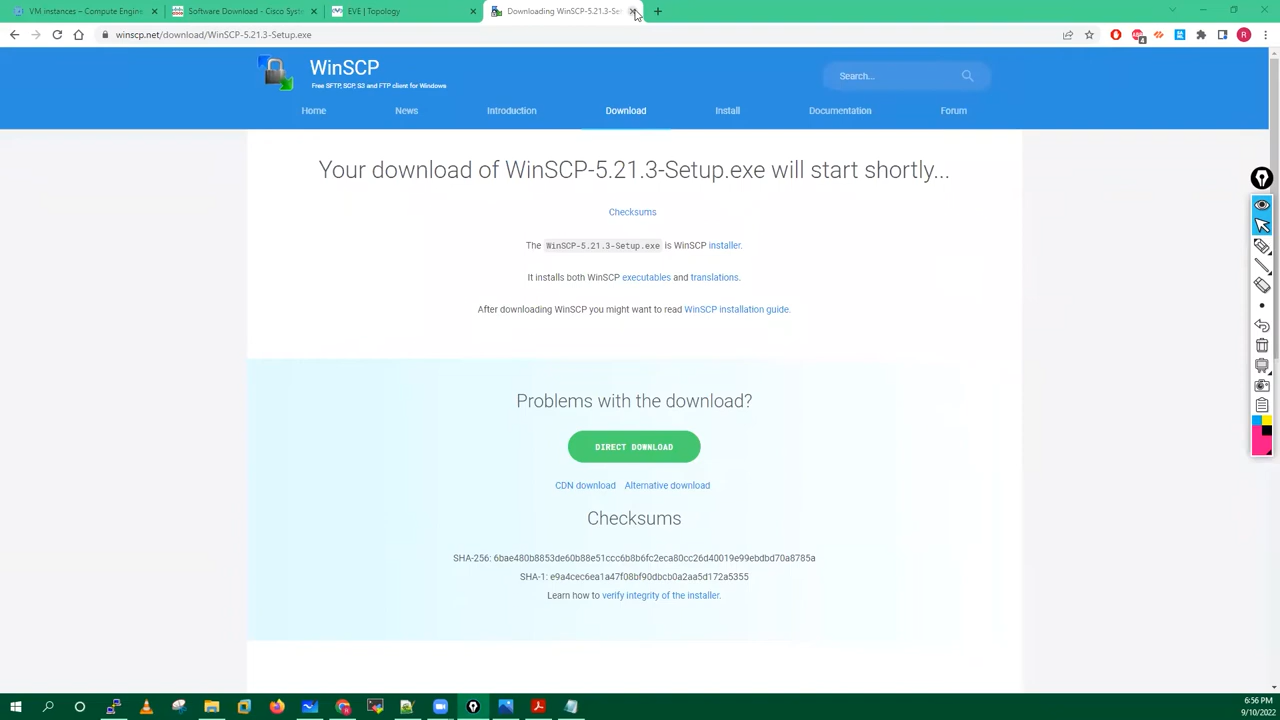 VM instances – Compute Engine
Software Download - Cisco Syst
EVE | Topology
Downloading WinSCP-5.21.3-Set
winscp.net/download/WinSCP-5.21.3-Setup.exe
R
WinSCP
Free SFTP, SCP, S3 and FTP client for Windows
Search...
Home
News
Introduction
Download
Install
Documentation
Forum
Your download of WinSCP-5.21.3-Setup.exe will start shortly...
Checksums
The WinSCP-5.21.3-Setup.exe is WinSCP installer.
It installs both WinSCP executables and translations.
After downloading WinSCP you might want to read WinSCP installation guide.
Problems with the download?
DIRECT DOWNLOAD
CDN download Alternative download
Checksums
SHA-256: 6bae480b8853de60b88e51ccc6b8b6fc2eca80cc26d40019e99ebdbd70a8785a
SHA-1: e9a4cec6ea1a47f08bf90dbcb0a2aa5d172a5355
Learn how to verify integrity of the installer.
6:56 PM
9/10/2022